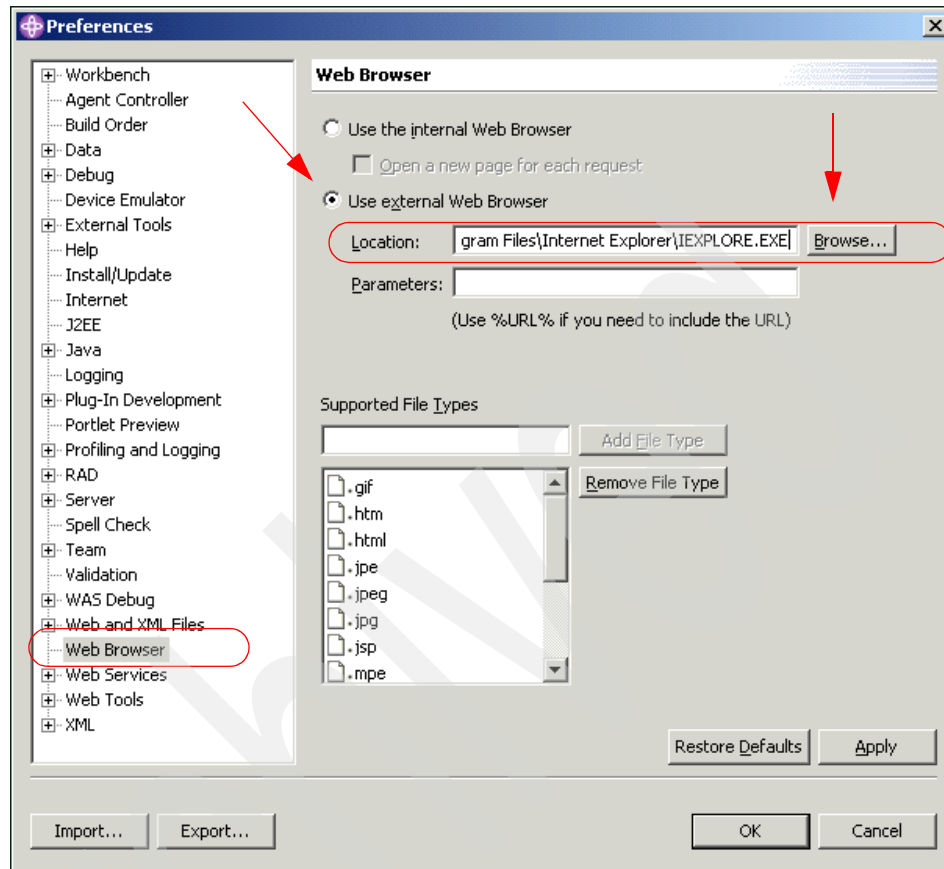 Preferences
Workbench
Agent Controller
Build Order
Data
Debug
Device Emulator
External Tools
Help
Install/Update
Internet
J2EE
Java
Logging
Plug-In Development
Portlet Preview
Profiling and Logging
RAD
Server
Spell Check
Team
Validation
WAS Debug
Web and XML Files
Web Browser
Web Services
Web Tools
XML
Web Browser
Use the internal Web Browser
Open a new page for each request
Use external Web Browser
Location: gram Files\Internet Explorer\IEXPLORE.EXE Browse...
Parameters:
(Use %URL% if you need to include the URL)
Supported File Types
Add File Type
Remove File Type
.gif
.htm
.html
.jpe
.jpeg
.jpg
.jsp
.mpe
Restore Defaults Apply
Import... Export... OK Cancel